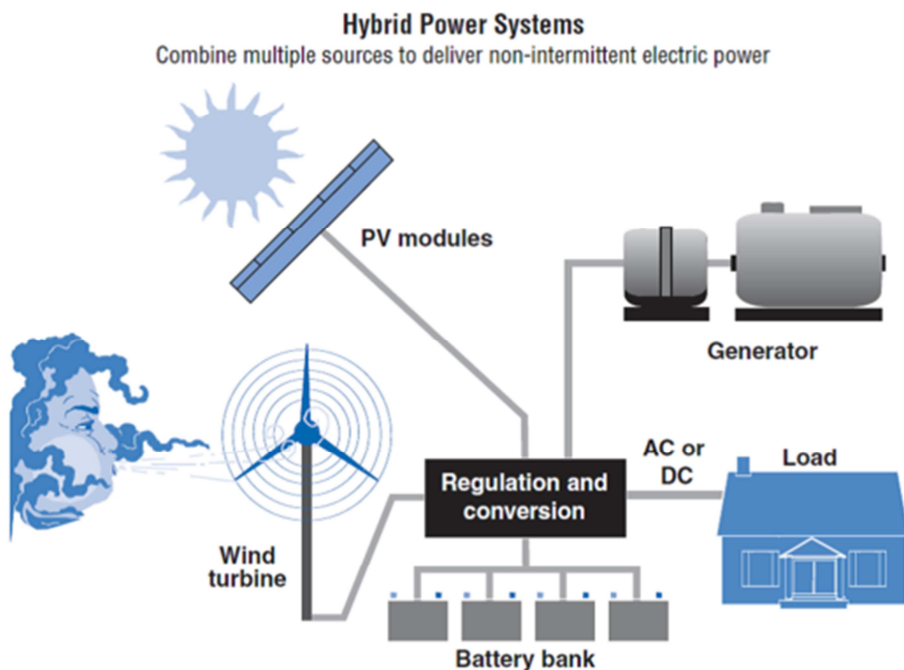 Hybrid Power Systems
Combine multiple sources to deliver non-intermittent electric power
PV modules
Generator
AC or
DC
Load
Regulation and
conversion
Wind
turbine
Battery bank